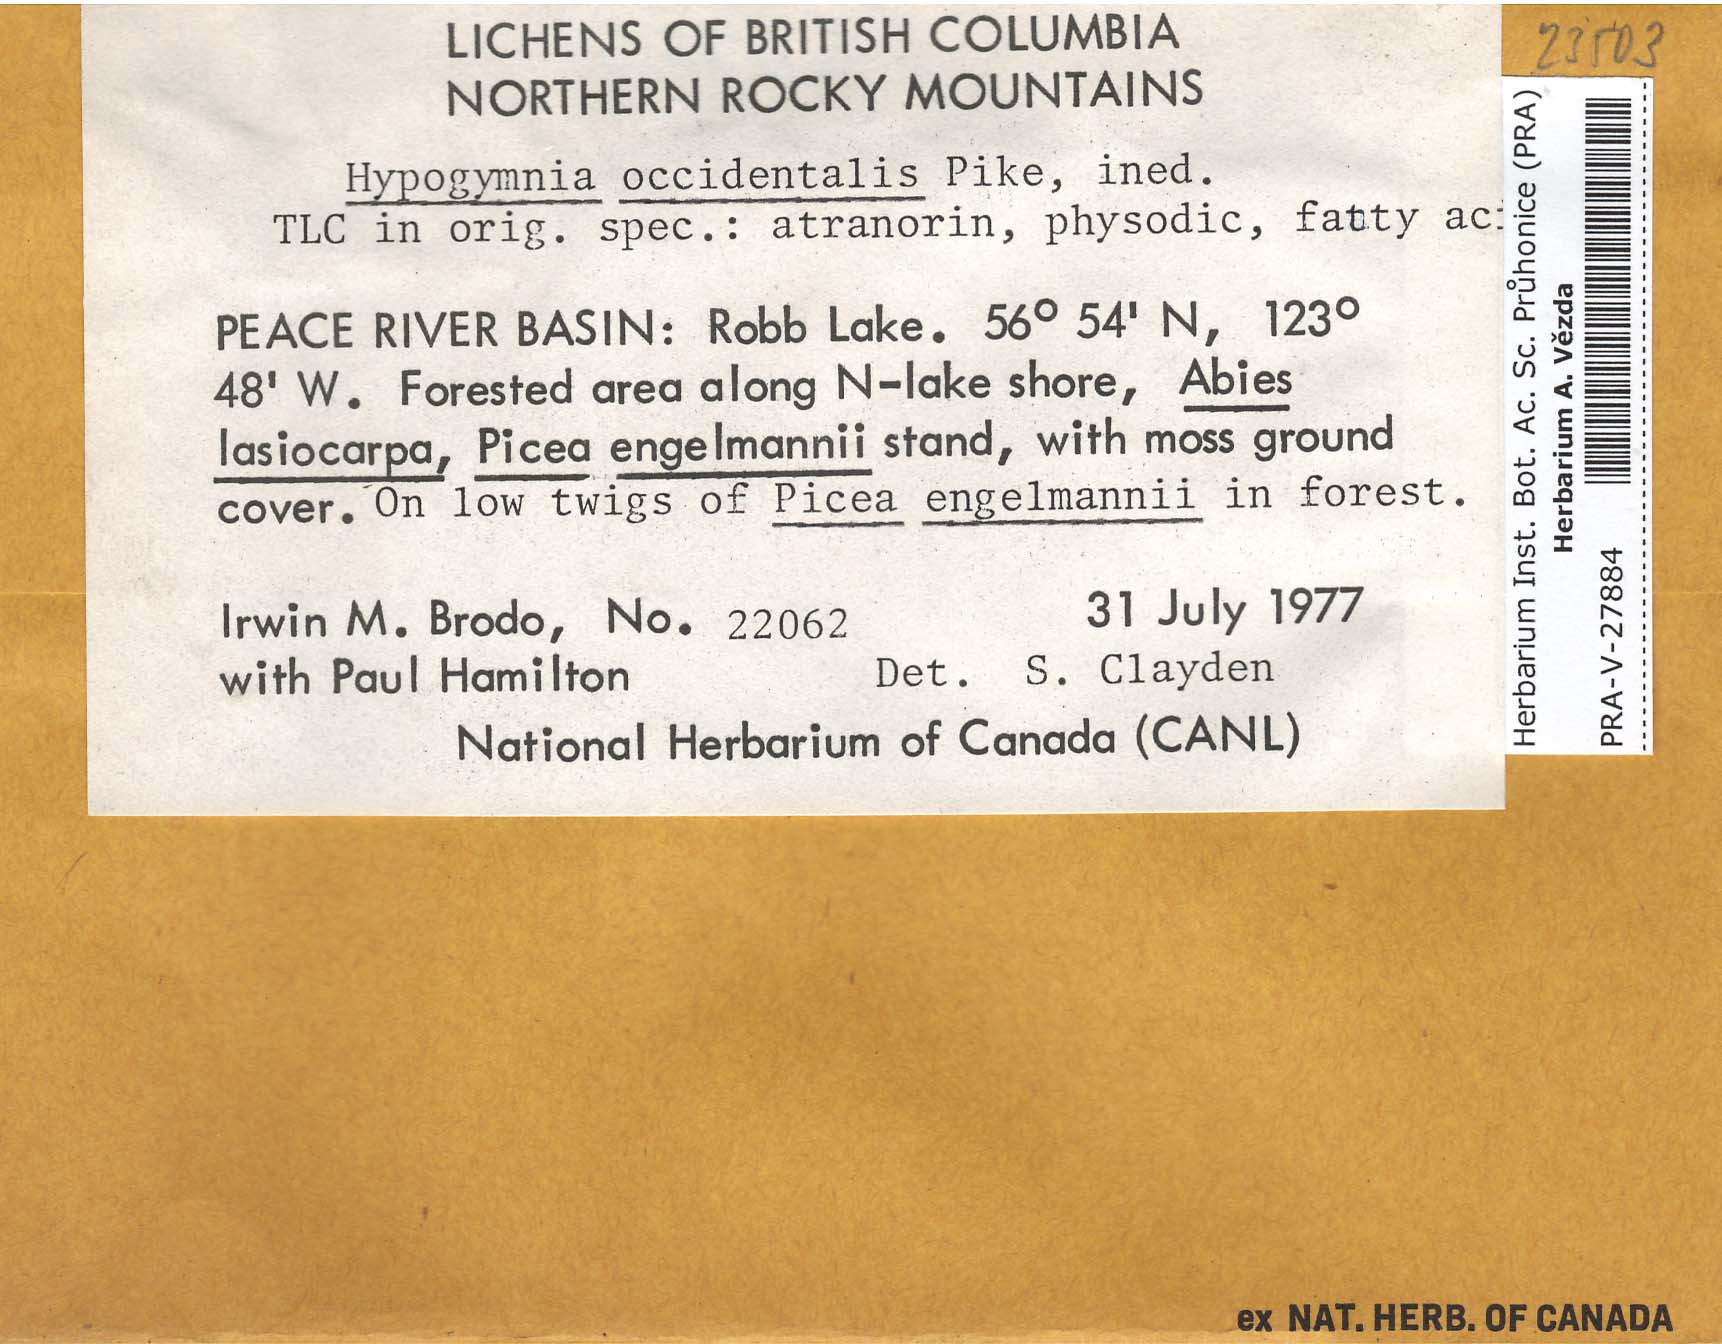 LICHENS OF BRITISH COLUMBIA
NORTHERN ROCKY MOUNTAINS
Hypogymnia occidentalis Pike, ined.
TLC in orig. spec.: atranorin, physodic, fatty aci
PEACE RIVER BASIN: Robb Lake. 56° 54' N, 123°
48' W. Forested area along N-lake shore, Abies
lasiocarpa, Picea engelmannii stand, with moss ground
cover. On low twigs of Picea engelmannii in forest.
Irwin M. Brodo, No. 22062 31 July 1977
with Paul Hamilton Det. S. Clayden
National Herbarium of Canada (CANL)
23503
Herbarium Inst. Bot. Ac. Sc. Průhonice (PRA)
Herbarium A. Vězda
PRA-V-27884
ex NAT. HERB. OF CANADA